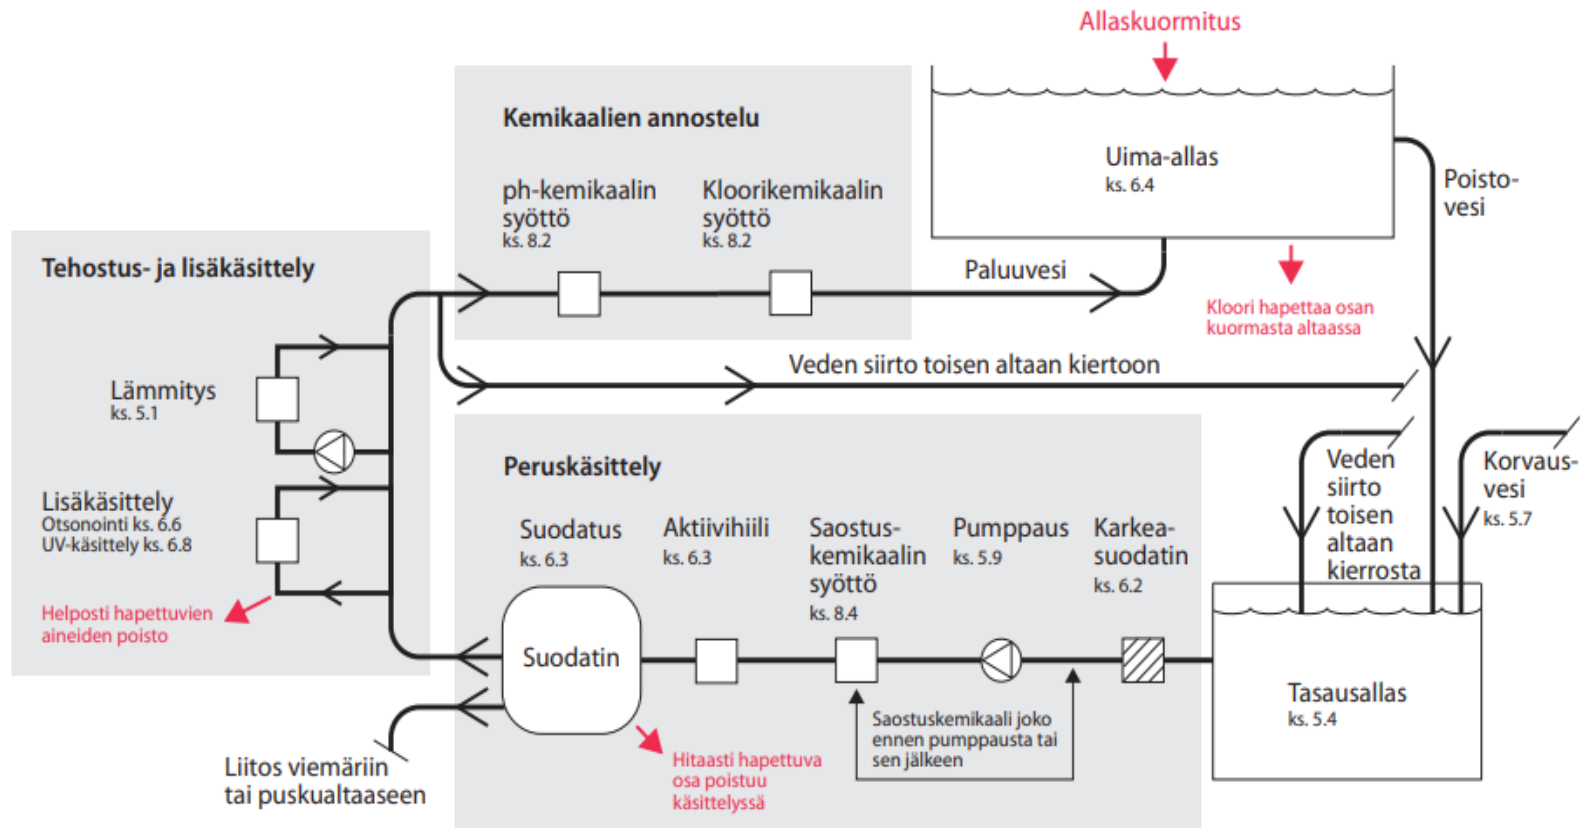 Allaskuormitus
Kemikaalien annostelu
ph-kemikaalin
syöttö
ks. 8.2
Kloorikemikaalin
syöttö
ks. 8.2
Uima-allas
ks. 6.4
Poisto-
vesi
Tehostus- ja lisäkäsittely
Paluuvesi
Kloori hapettaa osan
kuormasta altaassa
Veden siirto toisen altaan kiertoon
Lämmitys
ks. 5.1
Lisäkäsittely
Otsonointi ks. 6.6
UV-käsittely ks. 6.8
Helposti hapettuvien
aineiden poisto
Peruskäsittely
Suodatus
ks. 6.3
Aktiivihiili
ks. 6.3
Saostus-
kemikaalin
syöttö
ks. 8.4
Pumppaus
ks. 5.9
Karkea-
suodatin
ks. 6.2
Veden
siirto
toisen
altaan
kierrosta
Korvaus-
vesi
ks. 5.7
Suodatin
Tasausallas
ks. 5.4
Saostuskemikaali joko
ennen pumppausta tai
sen jälkeen
Hitaasti hapettuva
osa poistuu
käsittelyssä
Liitos viemäriin
tai puskualtaaseen